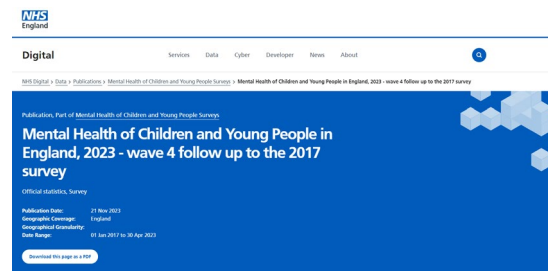 NHS
England
Digital
Services Data Cyber Developer News About
NHS Digital > Data > Publications > Mental Health of Children and Young People Surveys > Mental Health of Children and Young People in England, 2023 - wave 4 follow up to the 2017 survey
Publication, Part of Mental Health of Children and Young People Surveys
Mental Health of Children and Young People in
England, 2023 - wave 4 follow up to the 2017
survey
Official statistics, Survey
Publication Date: 21 Nov 2023
Geographic Coverage: England
Geographical Granularity:
Date Range: 01 Jan 2017 to 30 Apr 2023
Download this page as a PDF